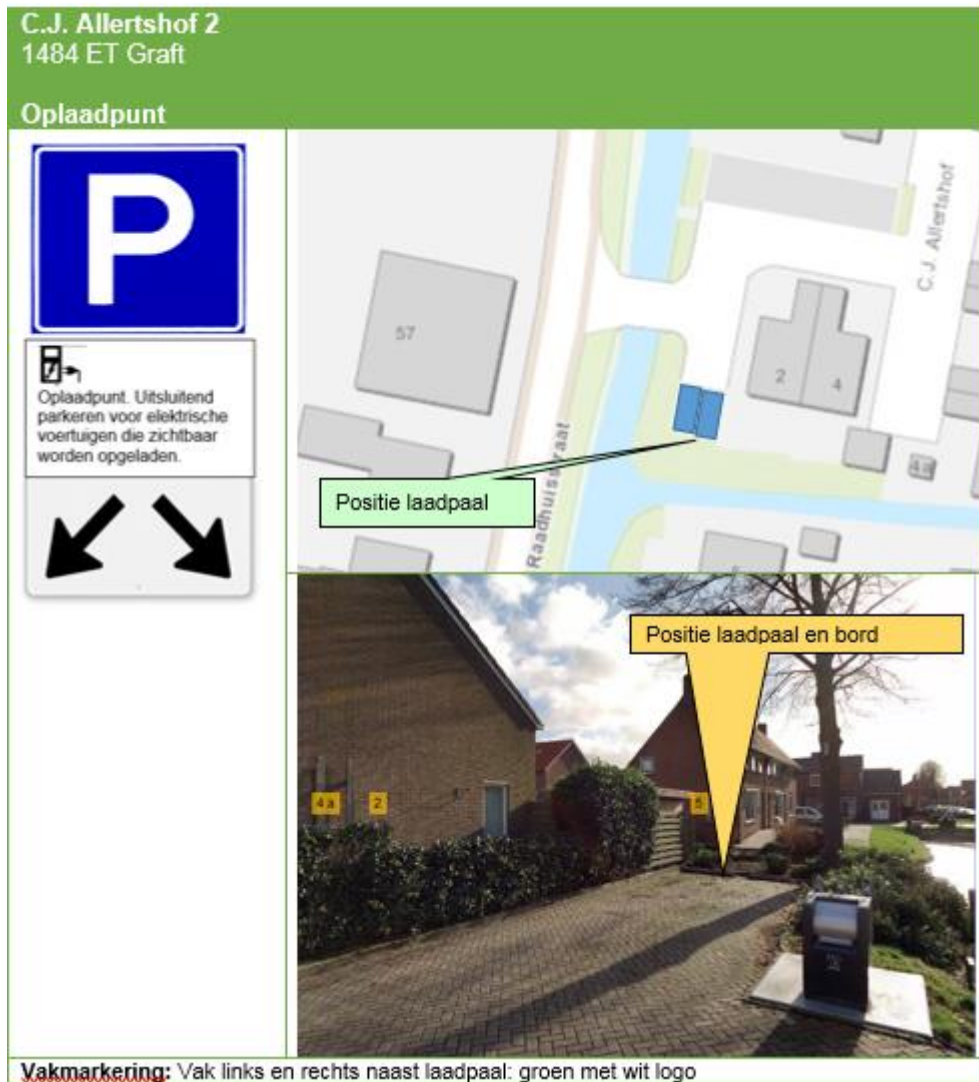 C.J. Allertshof 2
1484 ET Graft
Oplaadpunt
P
Oplaadpunt. Uitsluitend
parkeren voor elektrische
voertuigen die zichtbaar
worden opgeladen.
57
2
4
4a
C.J. Allertshof
Raadhuisstraat
Positie laadpaal
Positie laadpaal en bord
4a
2
5
Vakmarkering: Vak links en rechts naast laadpaal: groen met wit logo